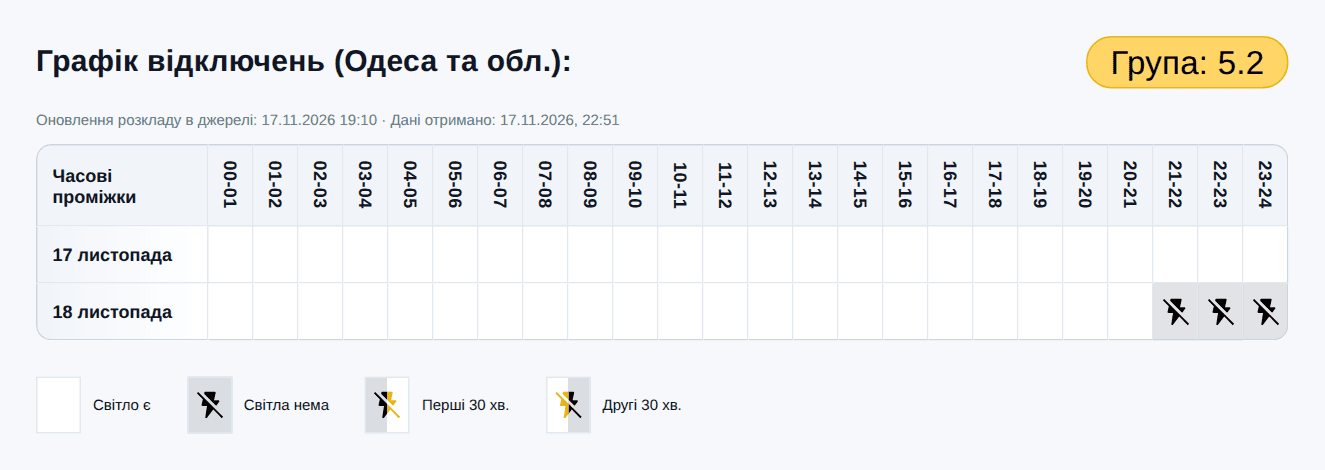 Графік відключень (Одеса та обл.):
Група: 5.2
Оновлення розкладу в джерелі: 17.11.2026 19:10 · Дані отримано: 17.11.2026, 22:51
Часові
проміжки
00-01
01-02
02-03
03-04
04-05
05-06
06-07
07-08
08-09
09-10
10-11
11-12
12-13
13-14
14-15
15-16
16-17
17-18
18-19
19-20
20-21
21-22
22-23
23-24
17 листопада
18 листопада
Світло є
Світла нема
Перші 30 хв.
Другі 30 хв.